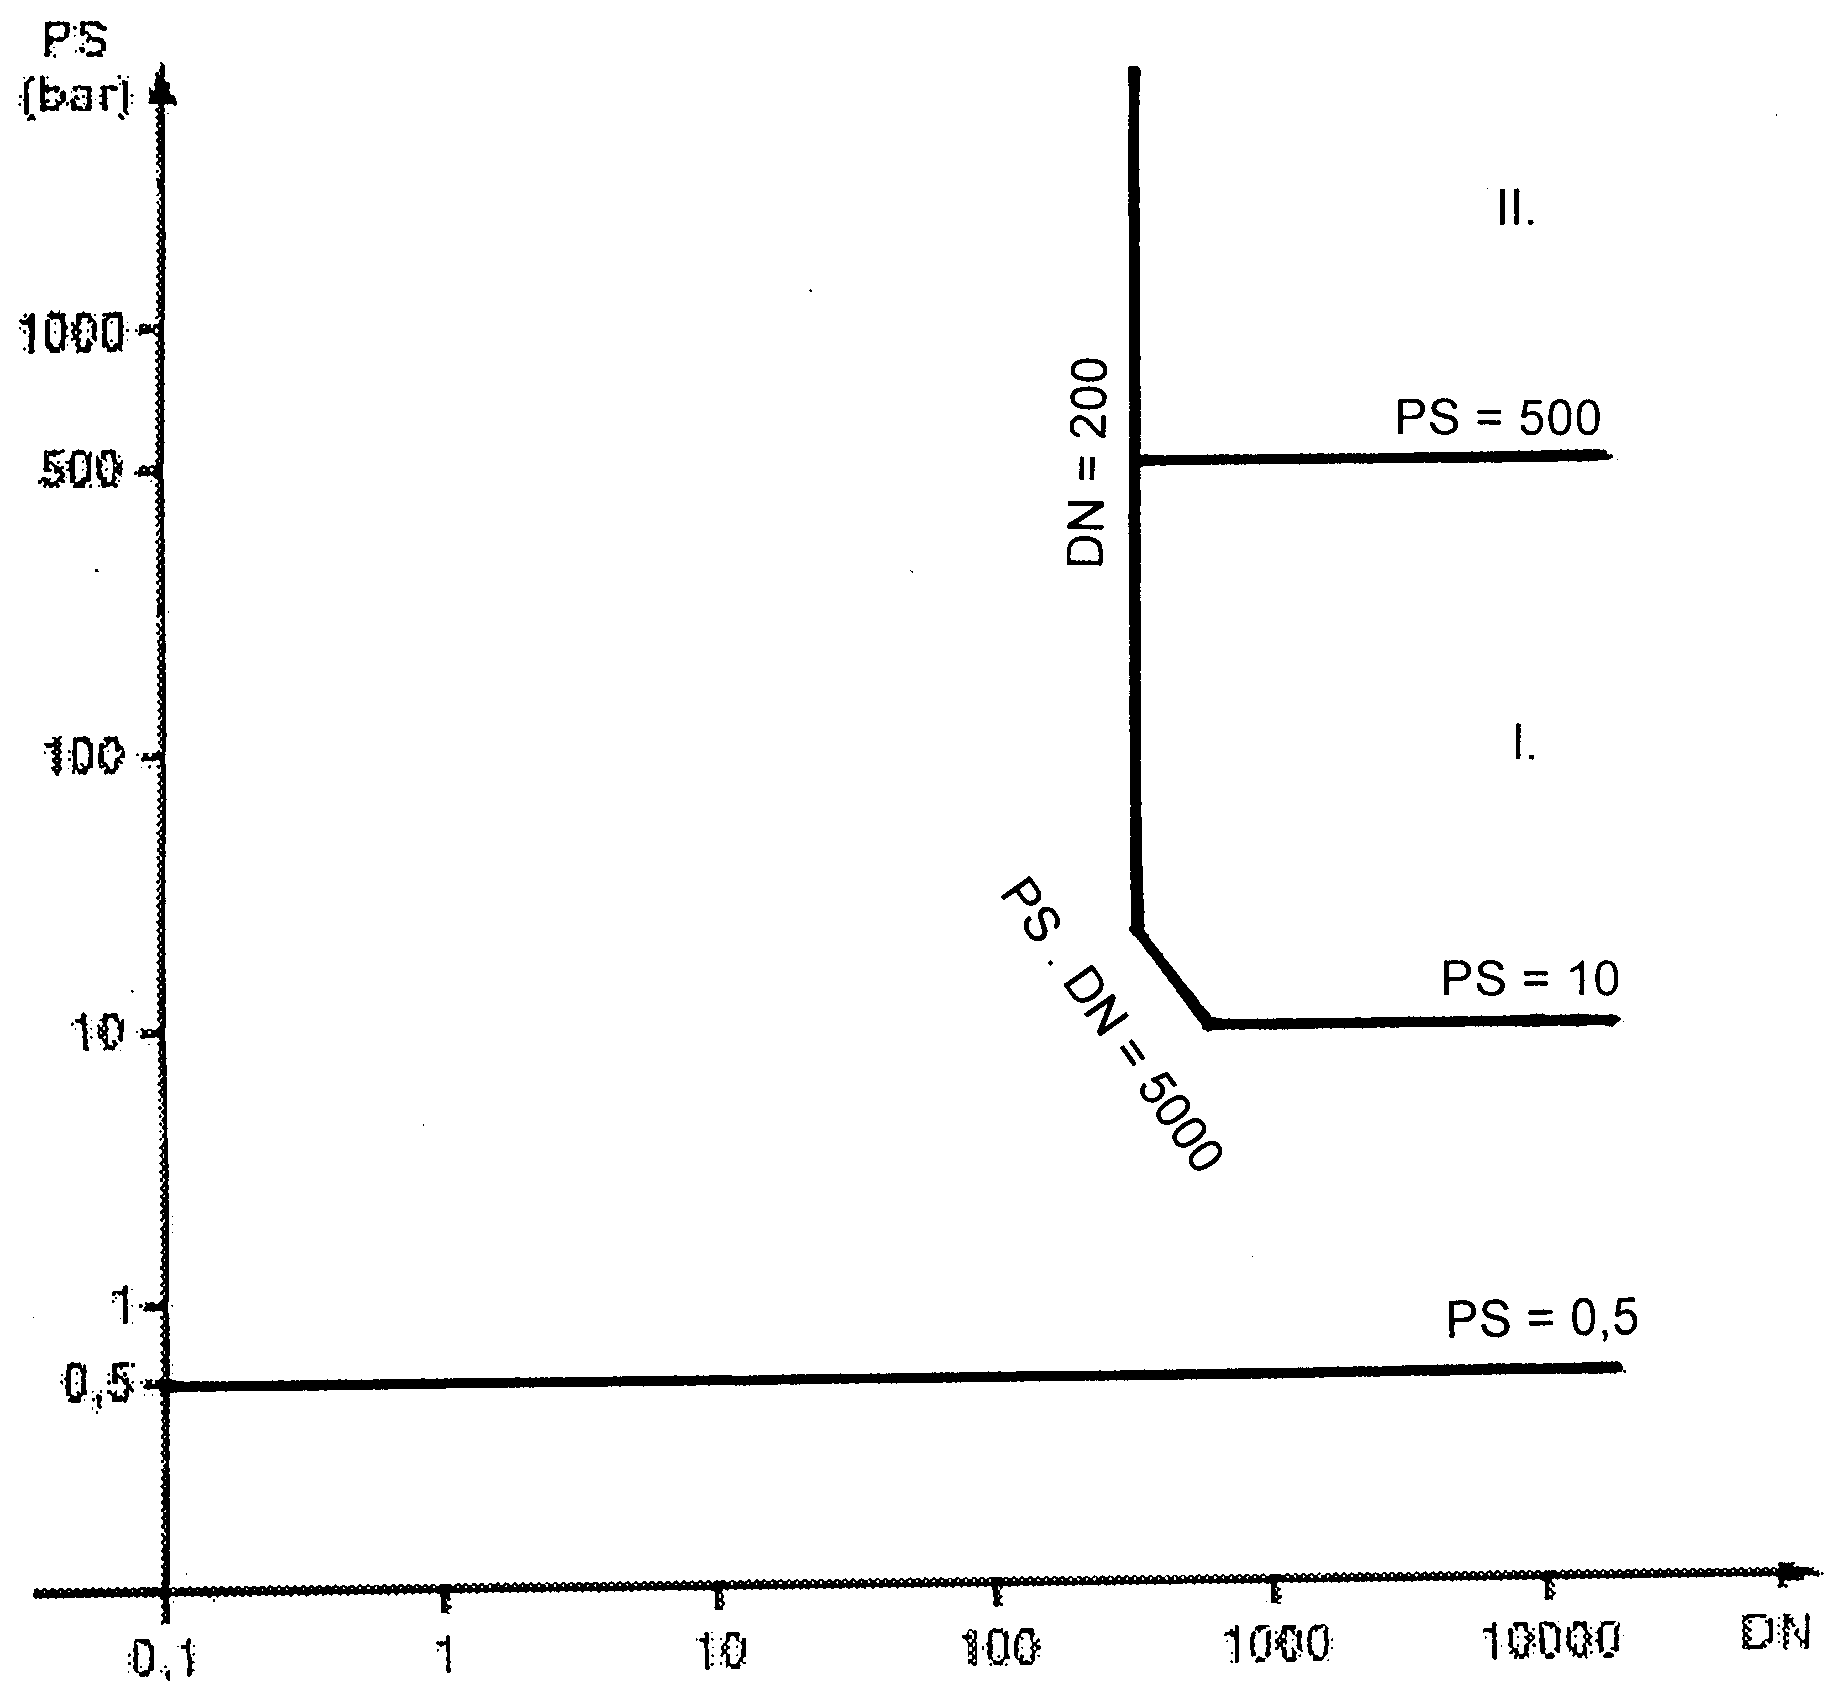 PS
(bar)
II.
1000
DN = 200
PS = 500
500
I.
100
PS . DN = 5000
PS = 10
10
1
PS = 0,5
0,5
0,1
1
10
100
1000
10000
DN